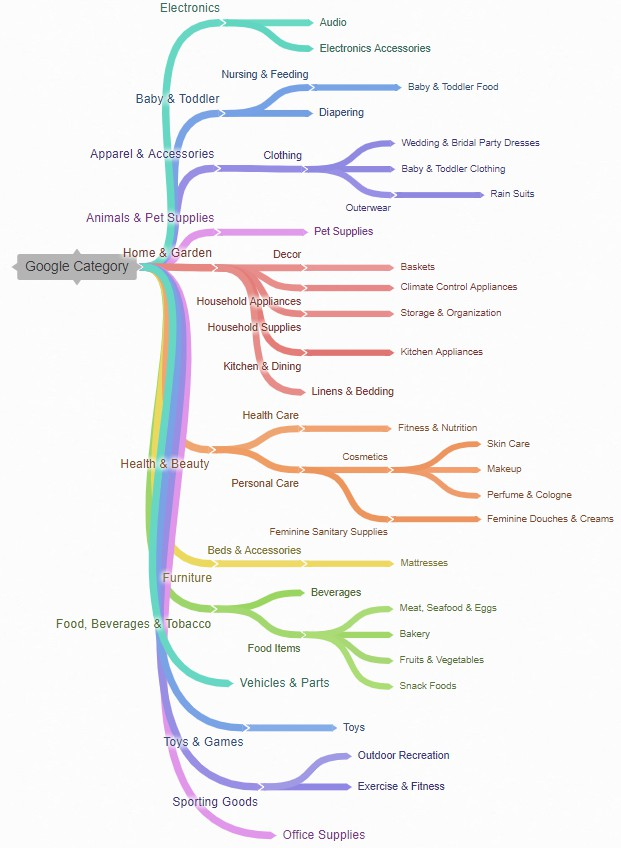 Electronics
Audio
Electronics Accessories
Nursing & Feeding
Baby & Toddler Food
Baby & Toddler
Diapering
Wedding & Bridal Party Dresses
Apparel & Accessories
Clothing
Baby & Toddler Clothing
Rain Suits
Outerwear
Animals & Pet Supplies
Pet Supplies
Home & Garden
Decor
Google Category
Baskets
Climate Control Appliances
Household Appliances
Storage & Organization
Household Supplies
Kitchen Appliances
Kitchen & Dining
Linens & Bedding
Health Care
Fitness & Nutrition
Skin Care
Cosmetics
Health & Beauty
Makeup
Personal Care
Perfume & Cologne
Feminine Douches & Creams
Feminine Sanitary Supplies
Beds & Accessories
Mattresses
Furniture
Beverages
Meat, Seafood & Eggs
Food, Beverages & Tobacco
Bakery
Food Items
Fruits & Vegetables
Vehicles & Parts
Snack Foods
Toys
Toys & Games
Outdoor Recreation
Exercise & Fitness
Sporting Goods
Office Supplies